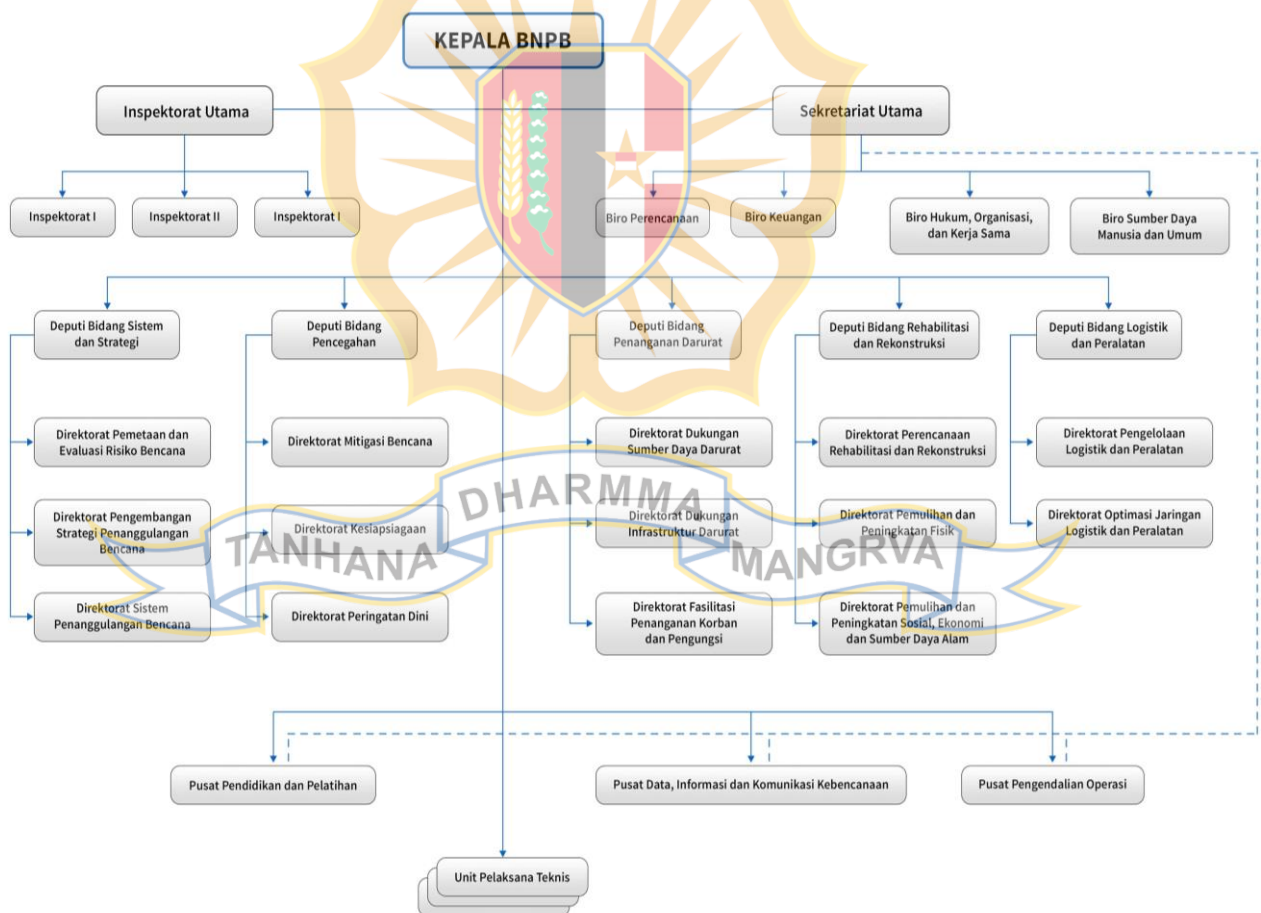 KEPALA BNPB
Inspektorat Utama
Sekretariat Utama
Inspektorat I
Inspektorat II
Inspektorat I
Biro Perencanaan
Biro Keuangan
Biro Hukum, Organisasi,
dan Kerja Sama
Biro Sumber Daya
Manusia dan Umum
Deputi Bidang Sistem
dan Strategi
Deputi Bidang
Pencegahan
Deputi Bidang
Penanganan Darurat
Deputi Bidang Rehabilitasi
dan Rekonstruksi
Deputi Bidang Logistik
dan Peralatan
Direktorat Pemetaan dan
Evaluasi Risiko Bencana
Direktorat Mitigasi Bencana
Direktorat Dukungan
Sumber Daya Darurat
Direktorat Perencanaan
Rehabilitasi dan Rekonstruksi
Direktorat Pengelolaan
Logistik dan Peralatan
Direktorat Pengembangan
Strategi Penanggulangan
Bencana
Direktorat Kesiapsiagaan
Direktorat Dukungan
Infrastruktur Darurat
Direktorat Pemulihan dan
Peningkatan Fisik
Direktorat Optimasi Jaringan
Logistik dan Peralatan
TANHANA DHARMMA MANGRVA
Direktorat Sistem
Penanggulangan Bencana
Direktorat Peringatan Dini
Direktorat Fasilitasi
Penanganan Korban
dan Pengungsi
Direktorat Pemulihan dan
Peningkatan Sosial, Ekonomi
dan Sumber Daya Alam
Pusat Pendidikan dan Pelatihan
Pusat Data, Informasi dan Komunikasi Kebencanaan
Pusat Pengendalian Operasi
Unit Pelaksana Teknis